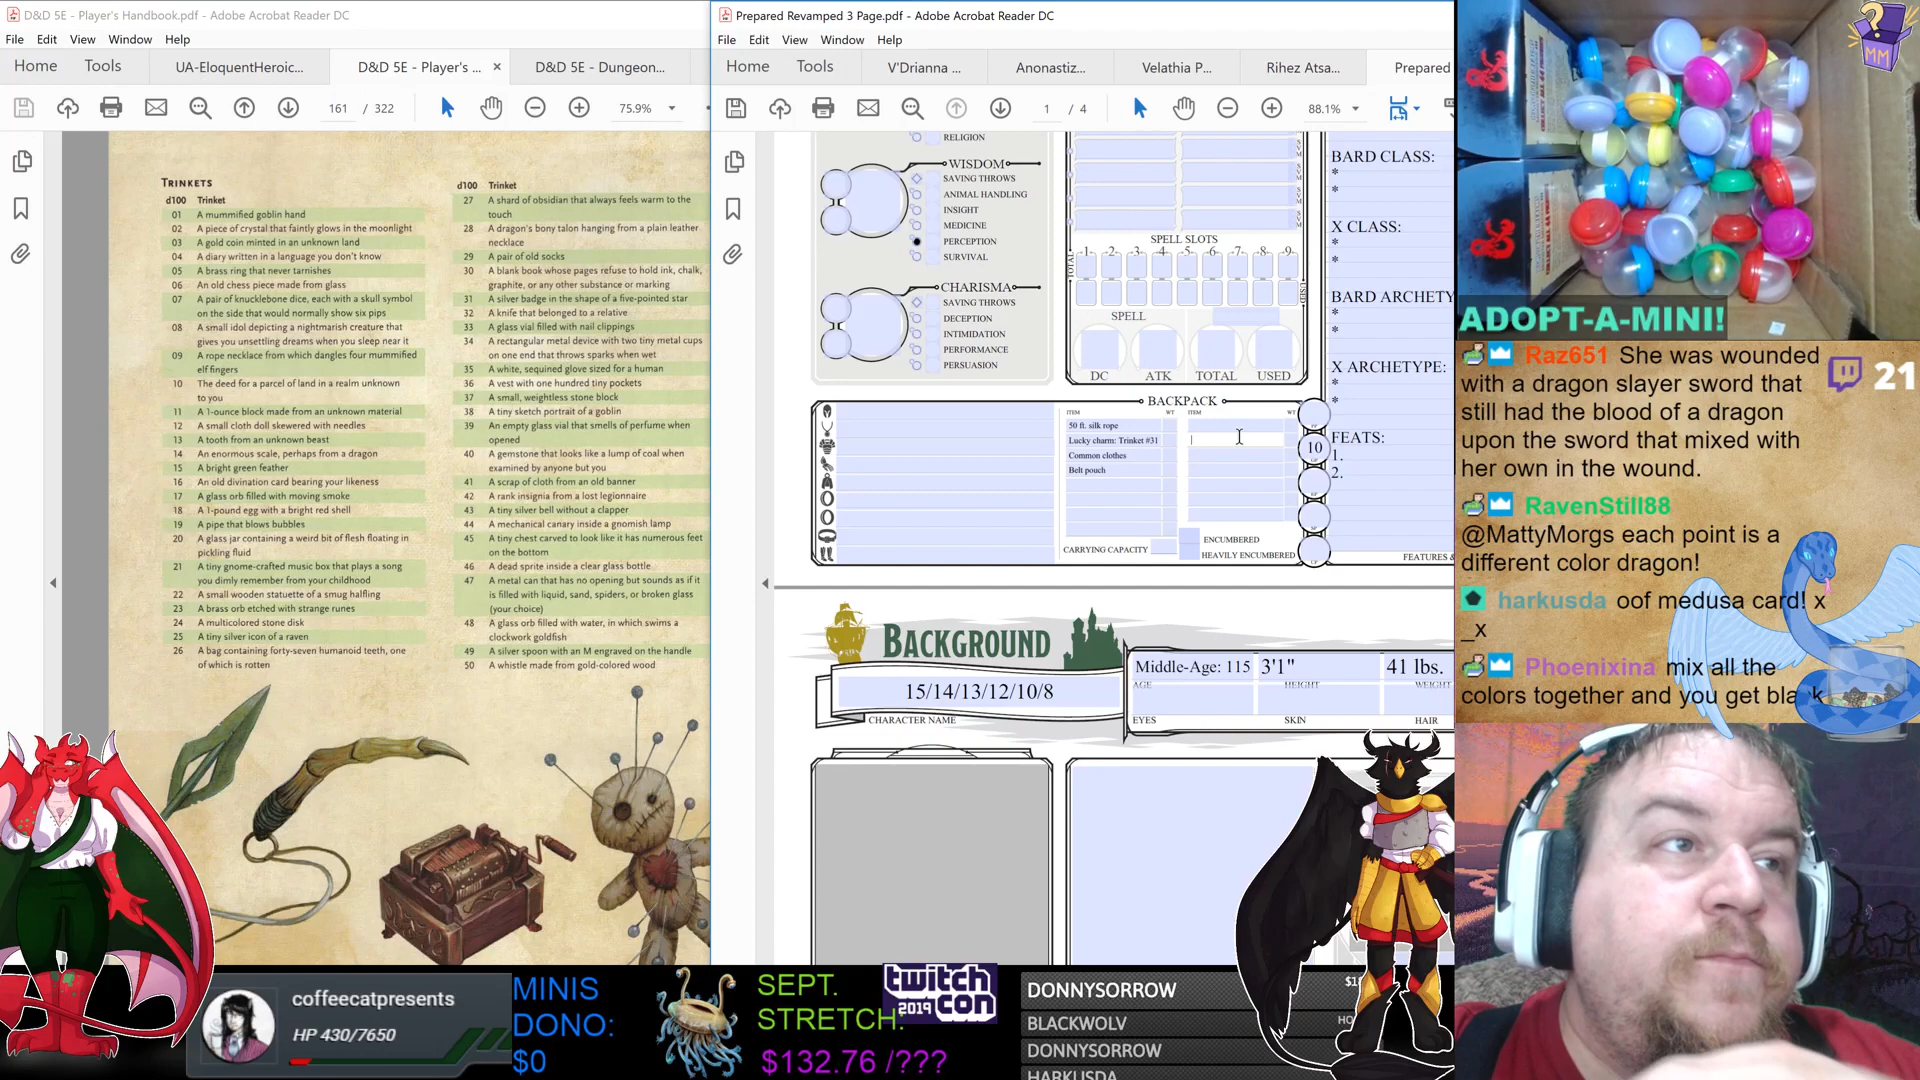 D&D 5E - Player's Handbook.pdf - Adobe Acrobat Reader DC
File Edit View Window Help
Home Tools UA-EloquentHeroic... D&D 5E - Player's ... × D&D 5E - Dungeon...
161 / 322 75.9%
TRINKETS
d100 Trinket
01 A mummified goblin hand
02 A piece of crystal that faintly glows in the moonlight
03 A gold coin minted in an unknown land
04 A diary written in a language you don't know
05 A brass ring that never tarnishes
06 An old chess piece made from glass
07 A pair of knucklebone dice, each with a skull symbol
on the side that would normally show six pips
08 A small idol depicting a nightmarish creature that
gives you unsettling dreams when you sleep near it
09 A rope necklace from which dangles four mummified
elf fingers
10 The deed for a parcel of land in a realm unknown
to you
11 A 1-ounce block made from an unknown material
12 A small cloth doll skewered with needles
13 A tooth from an unknown beast
14 An enormous scale, perhaps from a dragon
15 A bright green feather
16 An old divination card bearing your likeness
17 A glass orb filled with moving smoke
18 A 1-pound egg with a bright red shell
19 A pipe that blows bubbles
20 A glass jar containing a weird bit of flesh floating in
pickling fluid
21 A tiny gnome-crafted music box that plays a song
you dimly remember from your childhood
22 A small wooden statuette of a smug halfling
23 A brass orb etched with strange runes
24 A multicolored stone disk
25 A tiny silver icon of a raven
26 A bag containing forty-seven humanoid teeth, one
of which is rotten
d100 Trinket
27 A shard of obsidian that always feels warm to the
touch
28 A dragon's bony talon hanging from a plain leather
necklace
29 A pair of old socks
30 A blank book whose pages refuse to hold ink, chalk,
graphite, or any other substance or marking
31 A silver badge in the shape of a five-pointed star
32 A knife that belonged to a relative
33 A glass vial filled with nail clippings
34 A rectangular metal device with two tiny metal cups
on one end that throws sparks when wet
35 A white, sequined glove sized for a human
36 A vest with one hundred tiny pockets
37 A small, weightless stone block
38 A tiny sketch portrait of a goblin
39 An empty glass vial that smells of perfume when
opened
40 A gemstone that looks like a lump of coal when
examined by anyone but you
41 A scrap of cloth from an old banner
42 A rank insignia from a lost legionnaire
43 A tiny silver bell without a clapper
44 A mechanical canary inside a gnomish lamp
45 A tiny chest carved to look like it has numerous feet
on the bottom
46 A dead sprite inside a clear glass bottle
47 A metal can that has no opening but sounds as if it
is filled with liquid, sand, spiders, or broken glass
(your choice)
48 A glass orb filled with water, in which swims a
clockwork goldfish
49 A silver spoon with an M engraved on the handle
50 A whistle made from gold-colored wood
Prepared Revamped 3 Page.pdf - Adobe Acrobat Reader DC
File Edit View Window Help
Home Tools V'Drianna ... Anonastiz... Velathia P... Rihez Atsa... Prepared
1 / 4 88.1%
RELIGION
WISDOM
SAVING THROWS
ANIMAL HANDLING
INSIGHT
MEDICINE
PERCEPTION
SURVIVAL
CHARISMA
SAVING THROWS
DECEPTION
INTIMIDATION
PERFORMANCE
PERSUASION
SPELL SLOTS
-1- -2- -3- -4- -5- -6- -7- -8- -9-
TOTAL
USED
SPELL
DC ATK TOTAL USED
BARD CLASS:
*
*
X CLASS:
*
*
BARD ARCHETY
*
*
X ARCHETYPE:
*
*
FEATS:
1.
2.
BACKPACK
ITEM WT ITEM WT
50 ft. silk rope
Lucky charm: Trinket #31
Common clothes
Belt pouch
10
CARRYING CAPACITY
ENCUMBERED
HEAVILY ENCUMBERED
FEATURES &
BACKGROUND
15/14/13/12/10/8
CHARACTER NAME
Middle-Age: 115 3'1" 41 lbs.
AGE HEIGHT WEIGHT
EYES SKIN HAIR
?
MM
ADOPT-A-MINI!
Raz651 She was wounded
with a dragon slayer sword that
still had the blood of a dragon
upon the sword that mixed with
her own in the wound.
21
RavenStill88
@MattyMorgs each point is a
different color dragon!
harkusda oof medusa card! x
_x
Phoenixina mix all the
colors together and you get black
coffeecatpresents
HP 430/7650
MINIS
DONO:
$0
SEPT.
STRETCH:
$132.76 /???
twitch
con
2019
DONNYSORROW
BLACKWOLV
DONNYSORROW
HARKUSDA